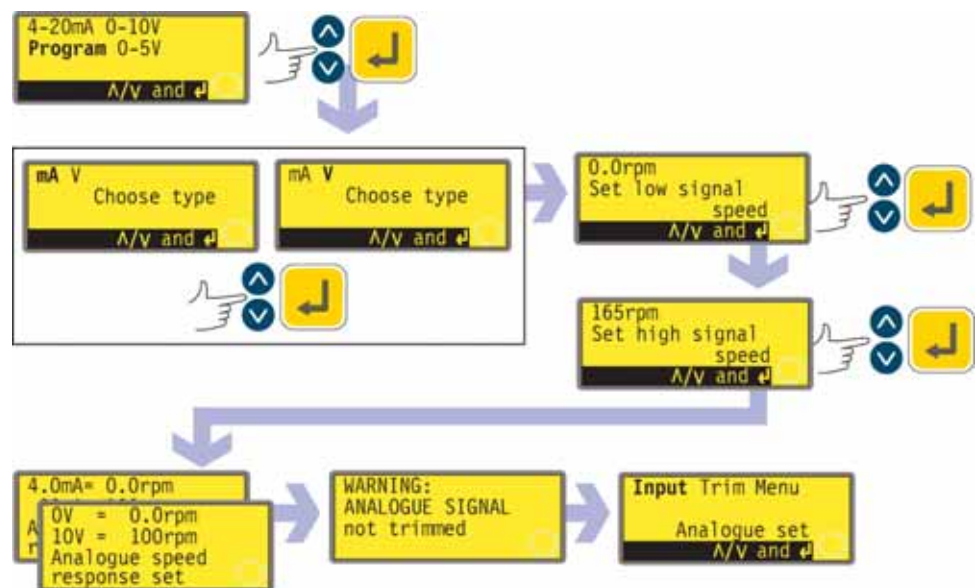 4-20mA 0-10V
Program 0-5V
∧/∨ and ↵
mA V
Choose type
∧/∨ and ↵
mA V
Choose type
∧/∨ and ↵
0.0rpm
Set low signal
speed
∧/∨ and ↵
165rpm
Set high signal
speed
∧/∨ and ↵
4.0mA= 0.0rpm
0V = 0.0rpm
10V = 100rpm
Analogue speed
response set
WARNING:
ANALOGUE SIGNAL
not trimmed
Input Trim Menu
Analogue set
∧/∨ and ↵